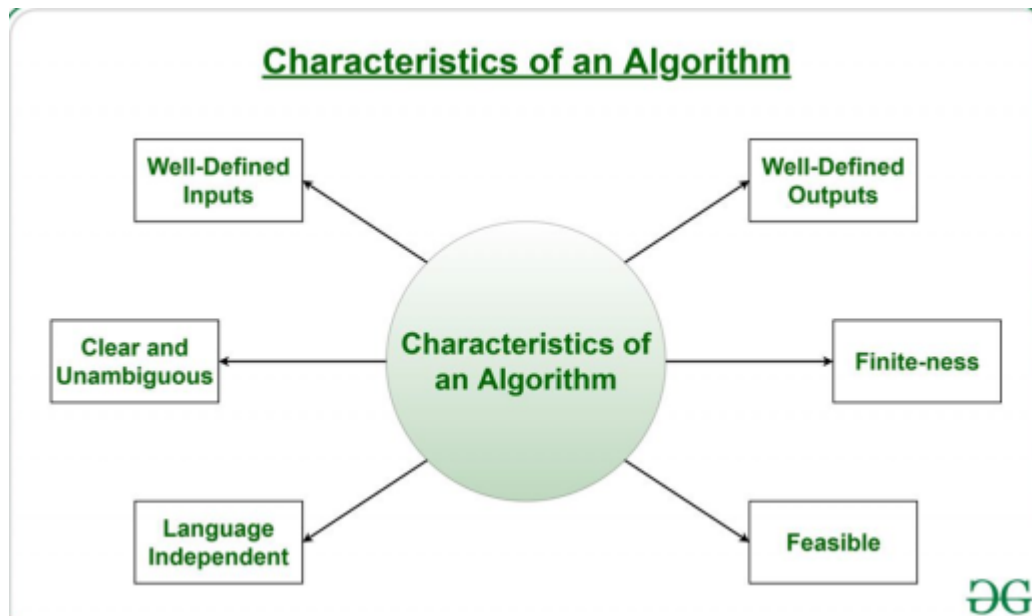 Characteristics of an Algorithm
Well-Defined
Inputs
Well-Defined
Outputs
Clear and
Unambiguous
Characteristics of
an Algorithm
Finite-ness
Language
Independent
Feasible